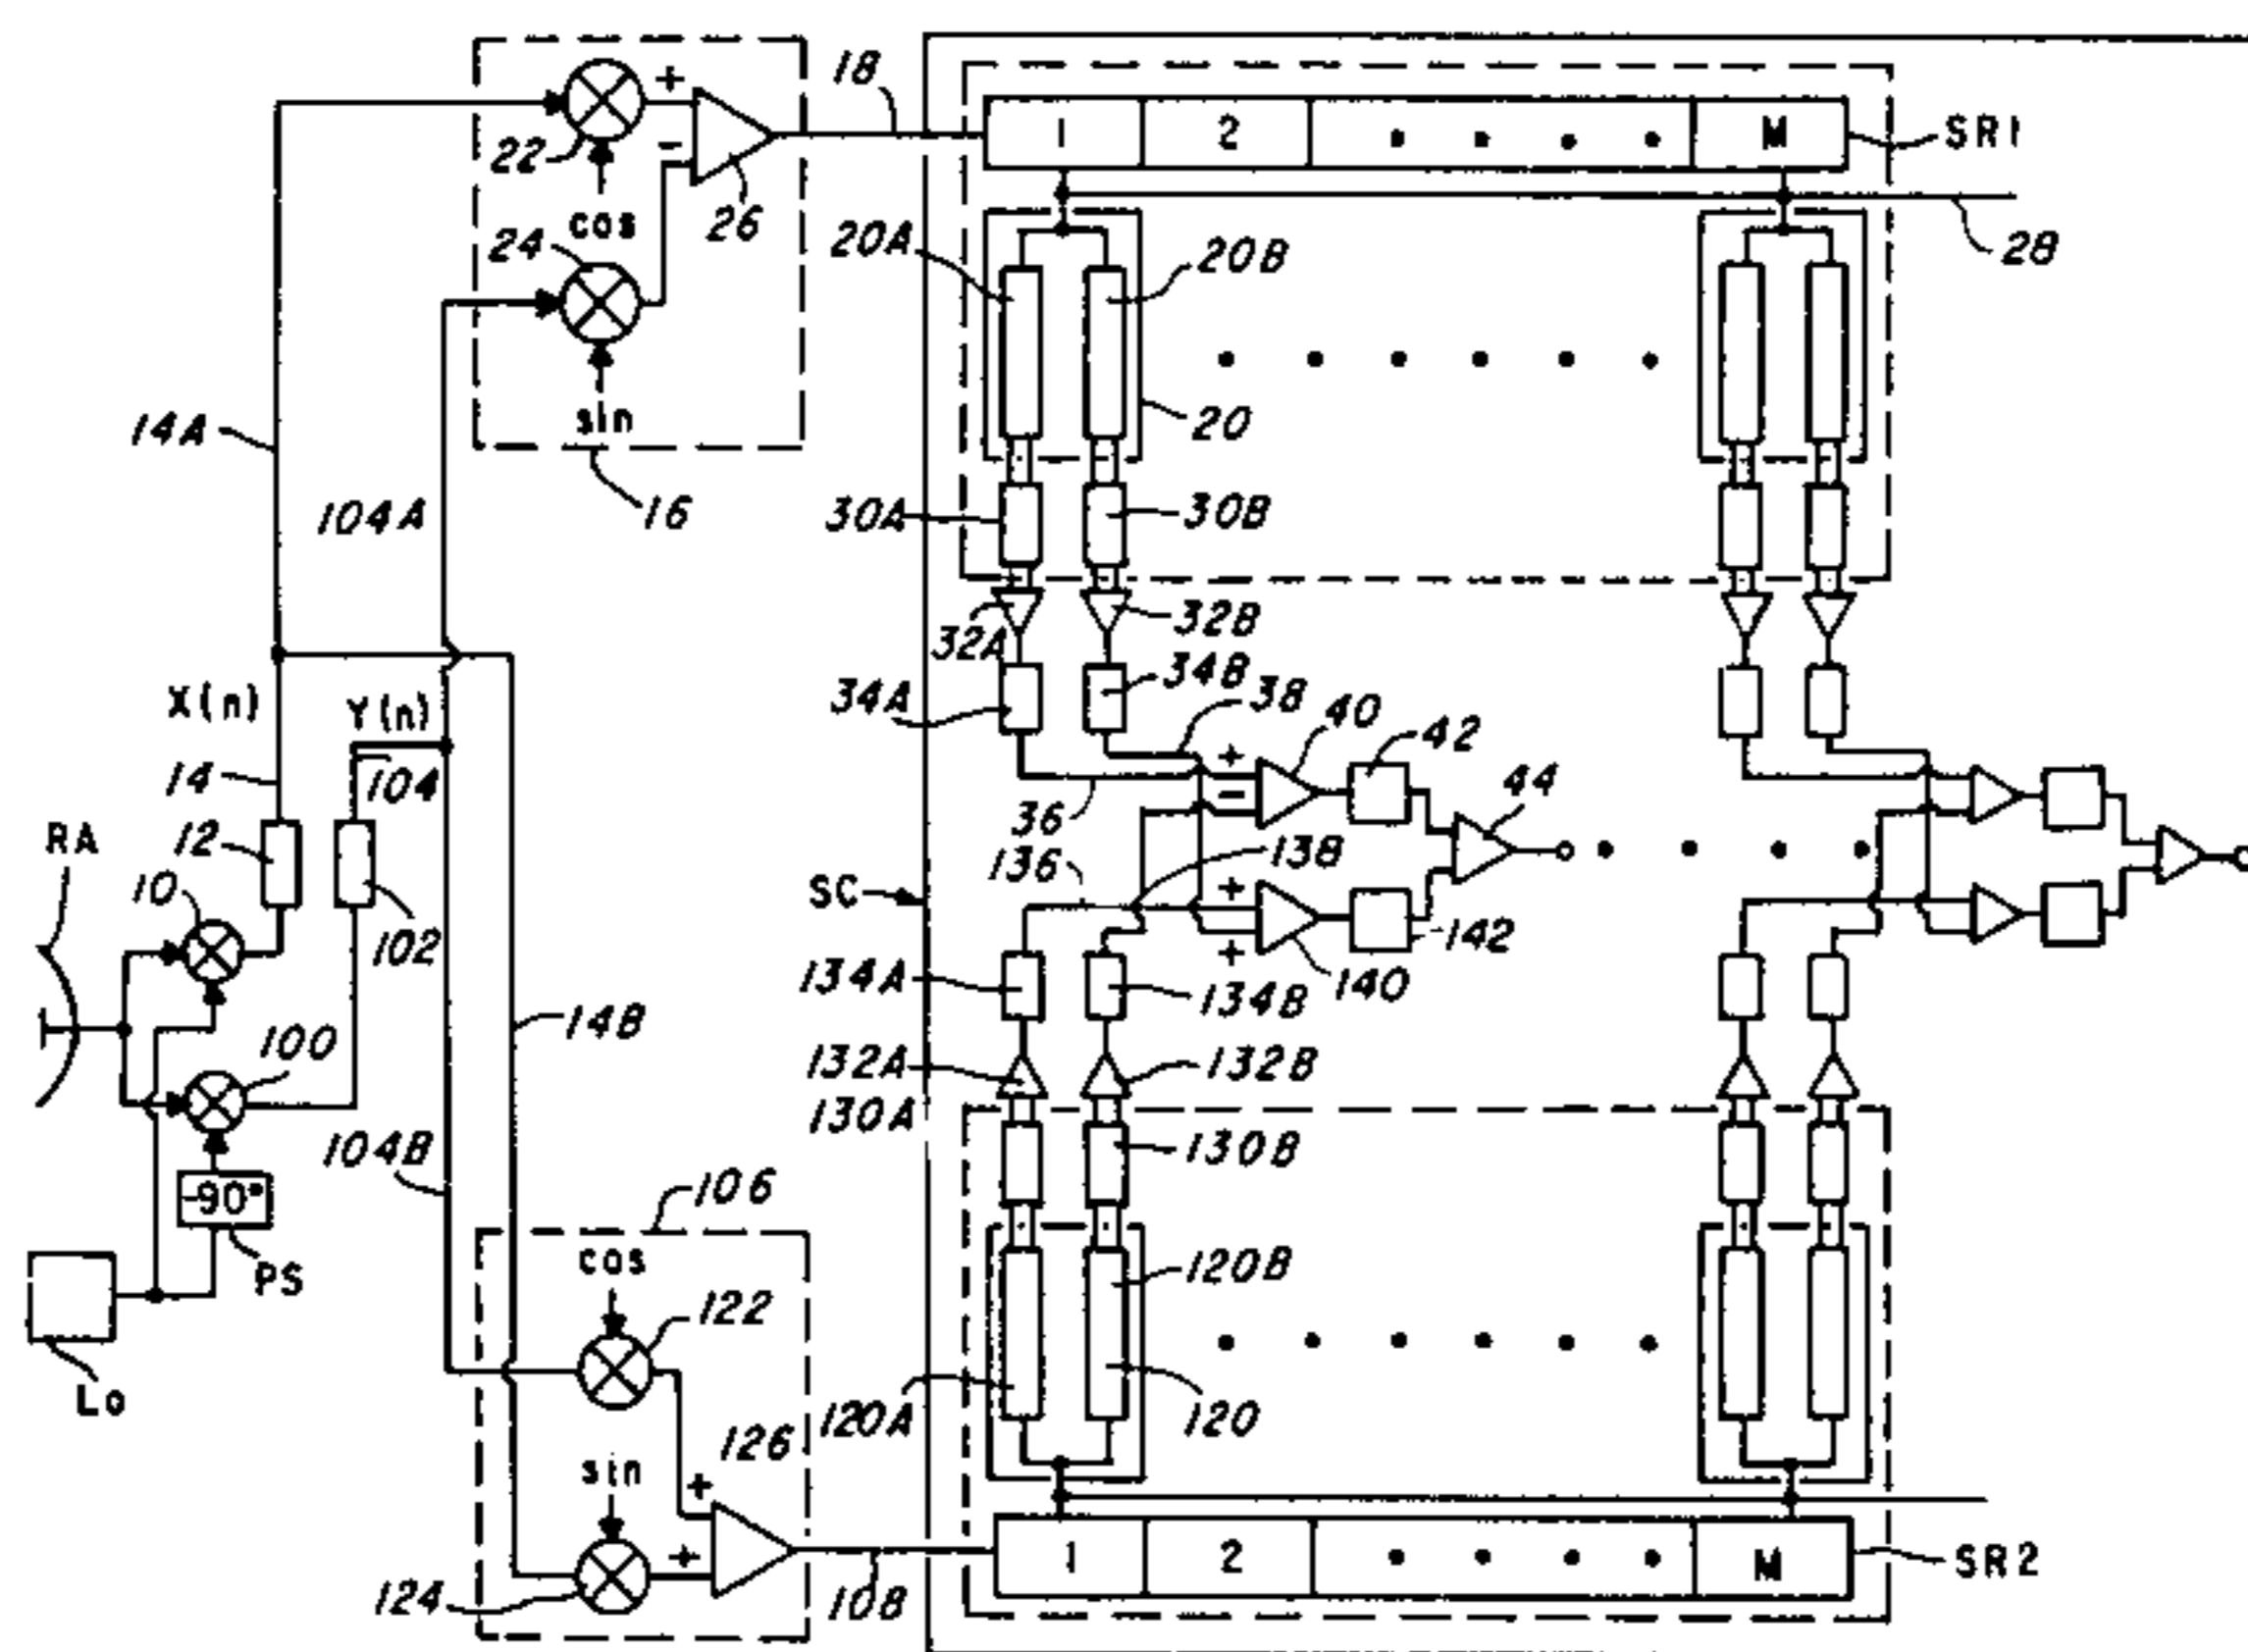 18
+
1
2
M
SR1
22
-
cos
26
28
24
20A
20B
sin
20
14A
104A
16
30A
30B
32A
32B
34A
34B
X(n)
Y(n)
38
40
42
14
104
+
-
44
36
RA
12
138
136
+
10
SC
102
142
+
134A
140
134B
14B
100
132A
132B
130A
104B
130B
-90°
106
PS
cos
120B
122
Lo
120A
120
126
sin
+
+
1
2
M
SR2
124
108